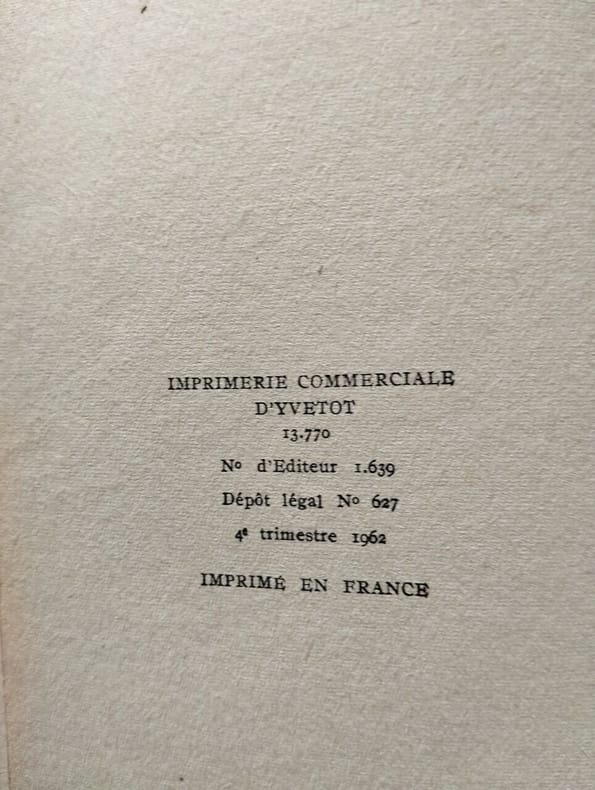 IMPRIMERIE COMMERCIALE
D'YVETOT
13.770
Nº d'Editeur 1.639
Dépôt légal Nº 627
4ᵉ trimestre 1962
IMPRIMÉ EN FRANCE